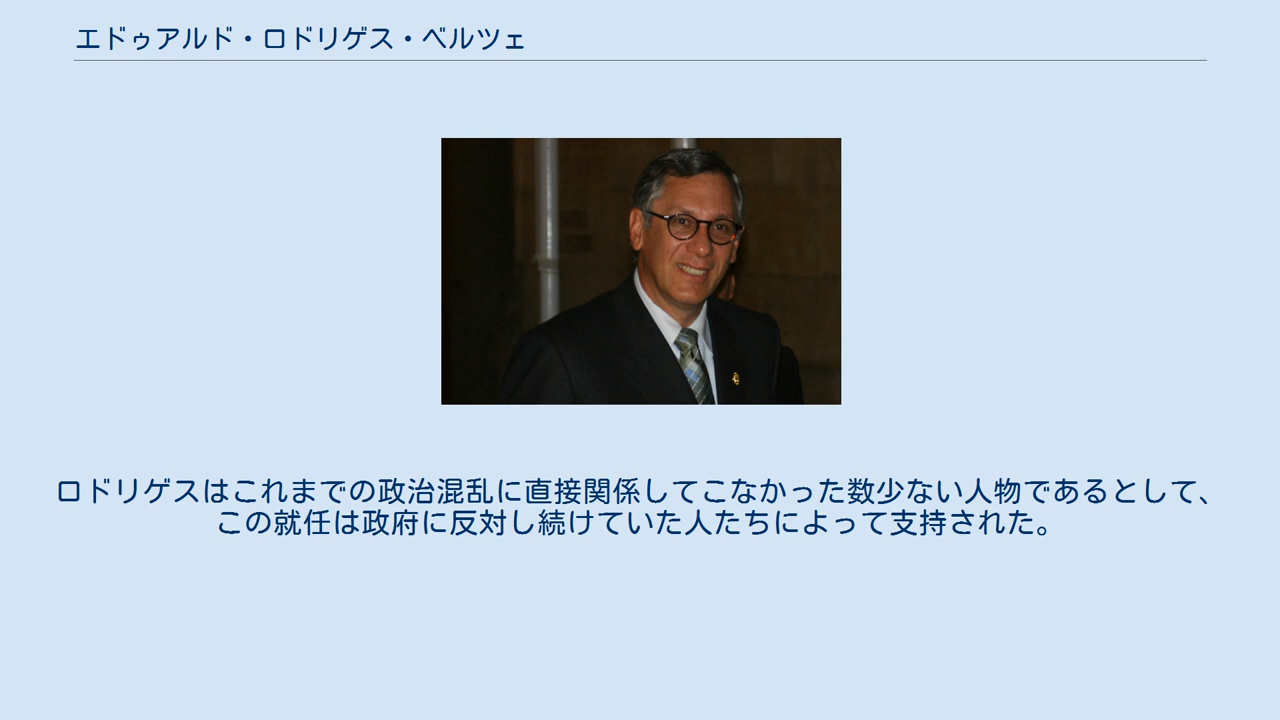 エドゥアルド・ロドリゲス・ベルツェ
ロドリゲスはこれまでの政治混乱に直接関係してこなかった数少ない人物であるとして、
この就任は政府に反対し続けていた人たちによって支持された。